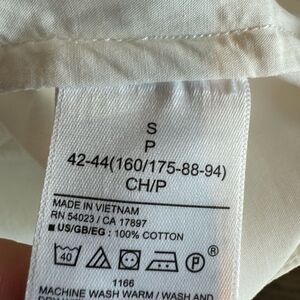 S
P
42-44(160/175-88-94)
CH/P
MADE IN VIETNAM
RN 54023 / CA 17897
■ US/GB/EG : 100% COTTON
40 P ®
1166
MACHINE WASH WARM / WASH AND